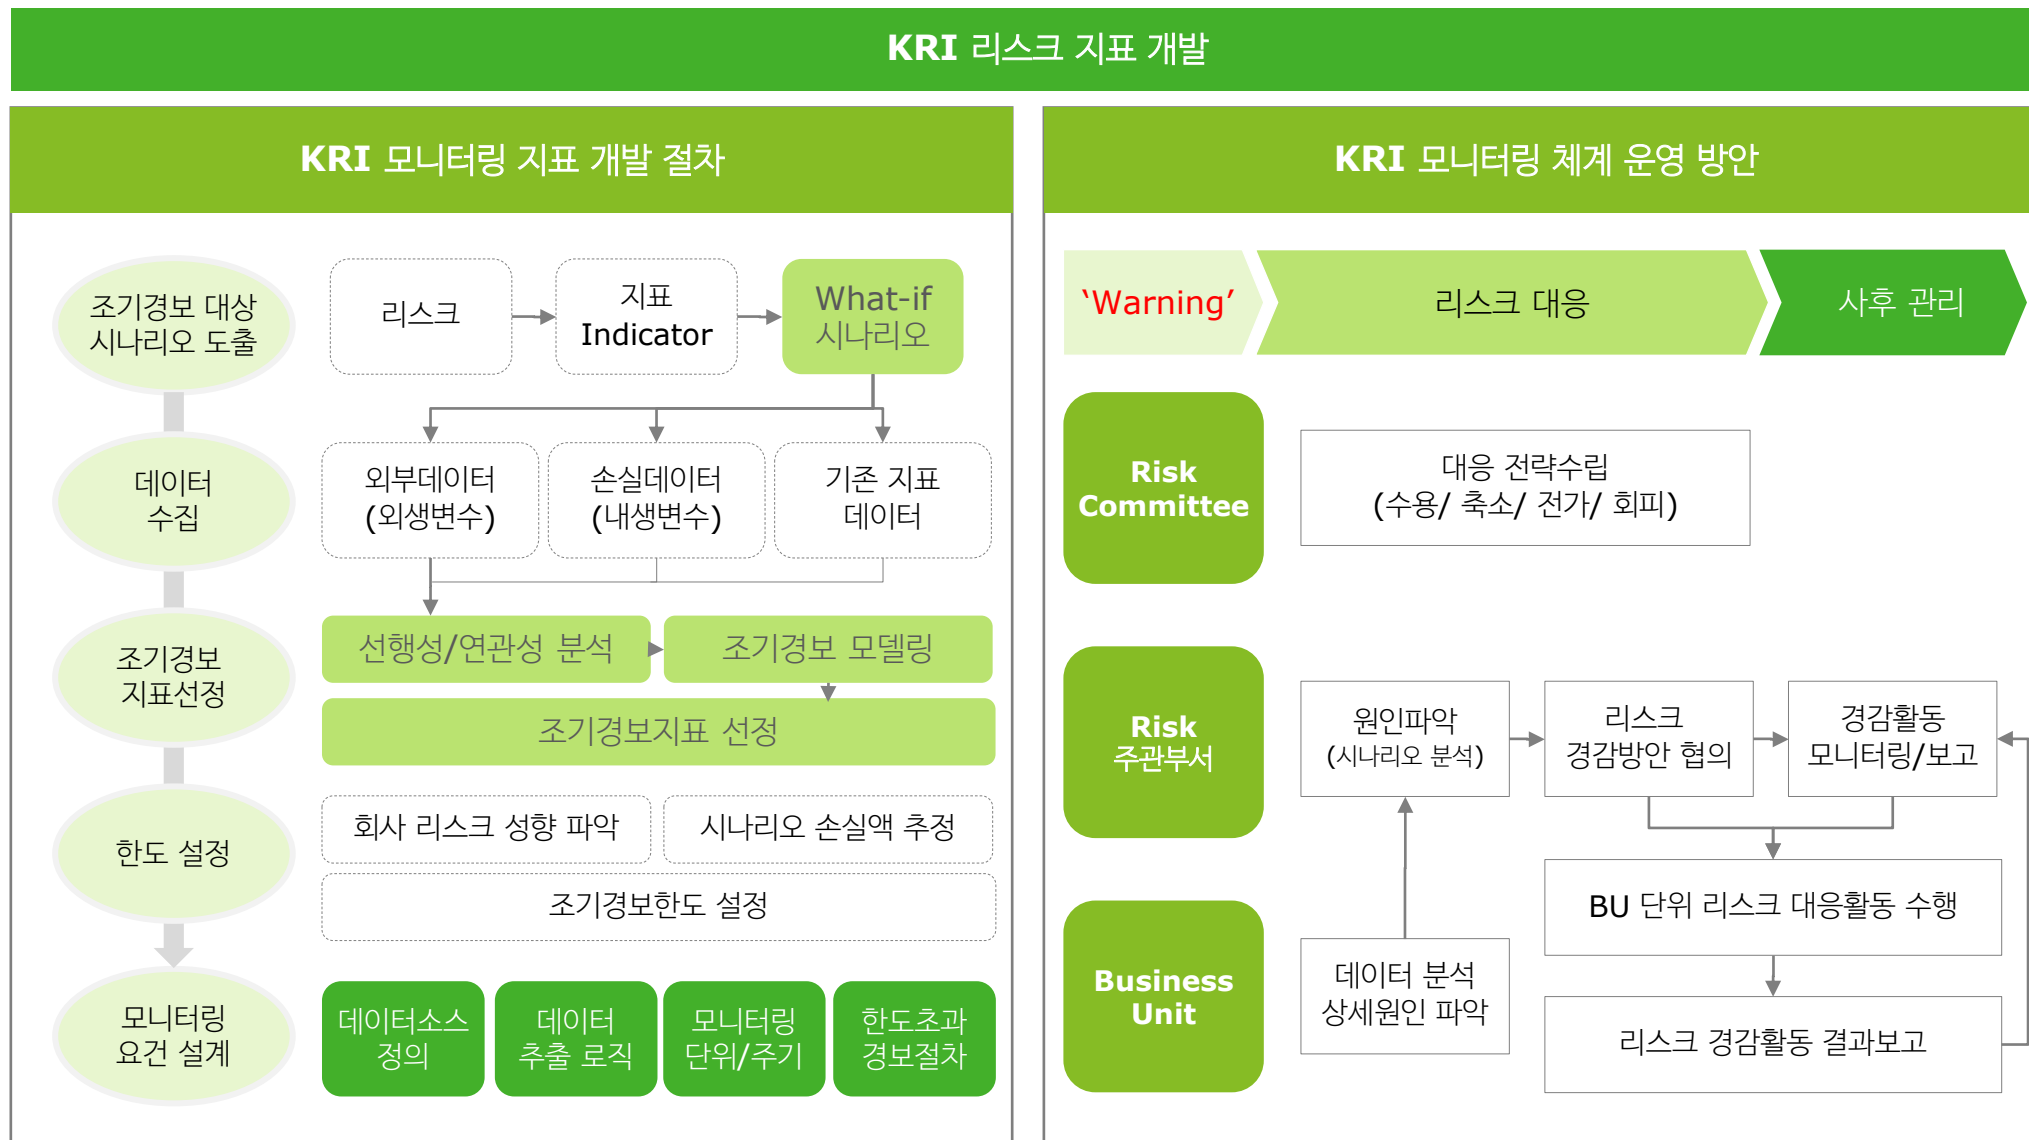 KRI 리스크 지표 개발
KRI 모니터링 지표 개발 절차
조기경보 대상
시나리오 도출
리스크
지표
Indicator
What-if
시나리오
데이터
수집
외부데이터
(외생변수)
손실데이터
(내생변수)
기존 지표
데이터
조기경보
지표선정
선행성/연관성 분석
조기경보 모델링
조기경보지표 선정
한도 설정
회사 리스크 성향 파악
시나리오 손실액 추정
조기경보한도 설정
모니터링
요건 설계
데이터소스
정의
데이터
추출 로직
모니터링
단위/주기
한도초과
경보절차
KRI 모니터링 체계 운영 방안
‘Warning’
리스크 대응
사후 관리
Risk
Committee
대응 전략수립
(수용/ 축소/ 전가/ 회피)
Risk
주관부서
원인파악
(시나리오 분석)
리스크
경감방안 협의
경감활동
모니터링/보고
BU 단위 리스크 대응활동 수행
Business
Unit
데이터 분석
상세원인 파악
리스크 경감활동 결과보고